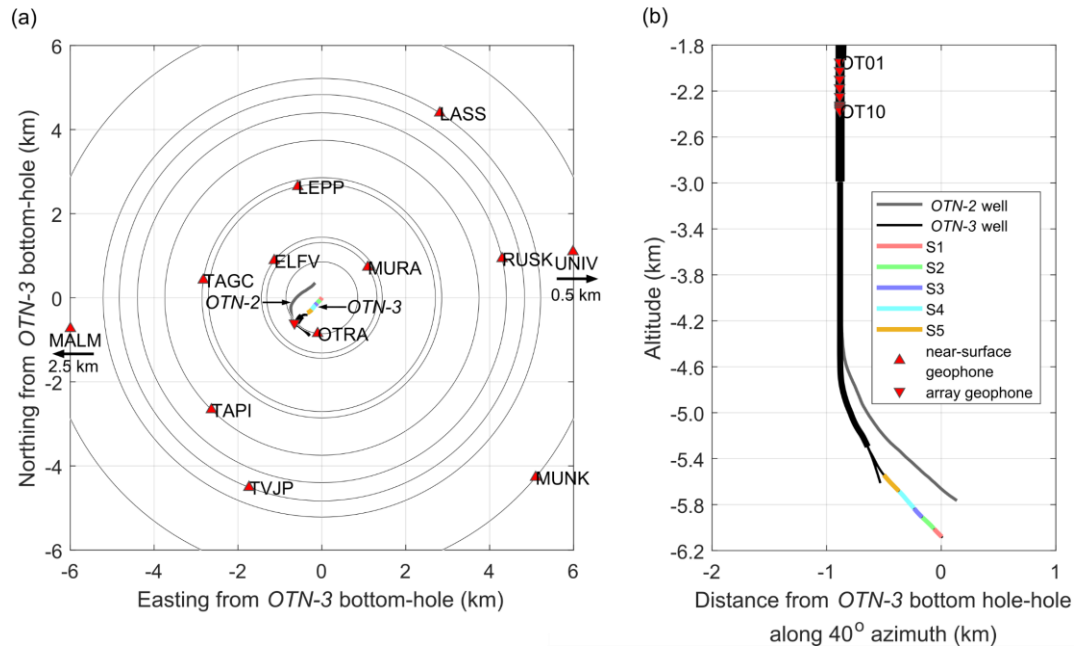 (a)
6
4
2
0
-2
-4
-6
Northing from OTN-3 bottom-hole (km)
-6
-4
-2
0
2
4
6
Easting from OTN-3 bottom-hole (km)
LASS
LEPP
ELFV
MURA
RUSK
UNIV
0.5 km
TAGC
OTN-2
OTN-3
OTRA
MALM
2.5 km
TAPI
TVJP
MUNK
(b)
-1.8
-2.2
-2.6
-3.0
-3.4
-3.8
-4.2
-4.6
-5.0
-5.4
-5.8
-6.2
Altitude (km)
OT01
OT10
OTN-2 well
OTN-3 well
S1
S2
S3
S4
S5
near-surface
geophone
array geophone
-2
-1
0
1
Distance from OTN-3 bottom hole-hole
along 40° azimuth (km)